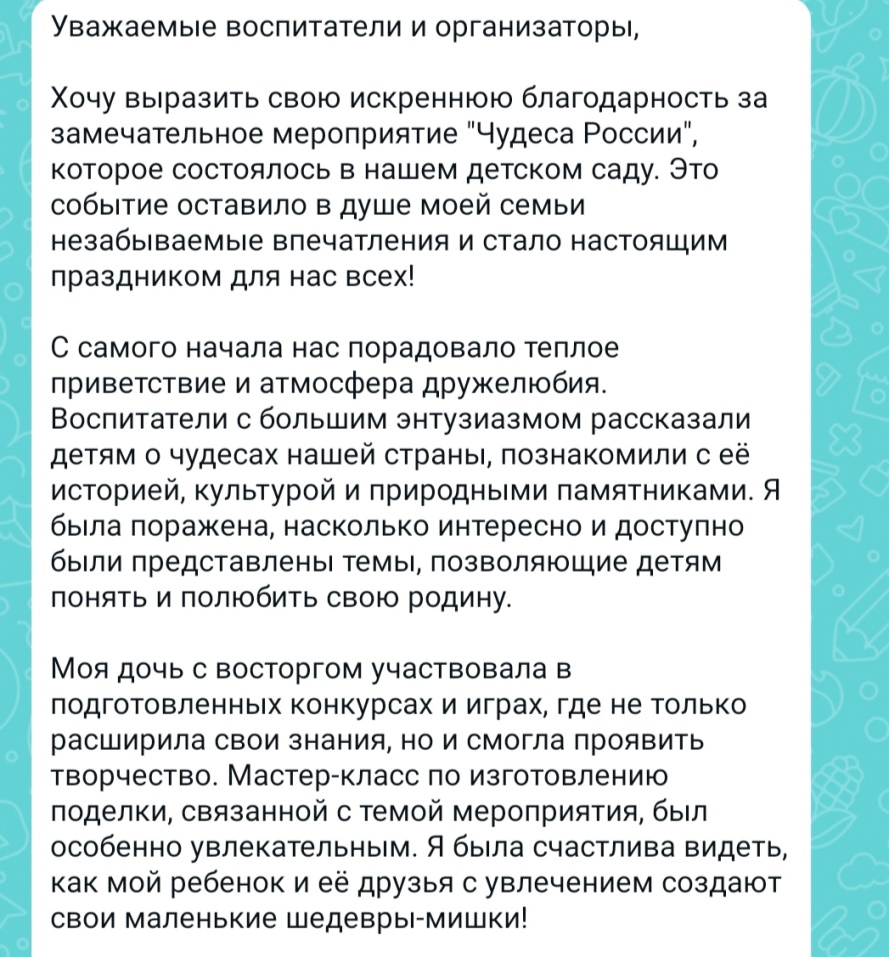 Уважаемые воспитатели и организаторы,
Хочу выразить свою искреннюю благодарность за
замечательное мероприятие "Чудеса России",
которое состоялось в нашем детском саду. Это
событие оставило в душе моей семьи
незабываемые впечатления и стало настоящим
праздником для нас всех!
С самого начала нас порадовало теплое
приветствие и атмосфера дружелюбия.
Воспитатели с большим энтузиазмом рассказали
детям о чудесах нашей страны, познакомили с её
историей, культурой и природными памятниками. Я
была поражена, насколько интересно и доступно
были представлены темы, позволяющие детям
понять и полюбить свою родину.
Моя дочь с восторгом участвовала в
подготовленных конкурсах и играх, где не только
расширила свои знания, но и смогла проявить
творчество. Мастер-класс по изготовлению
поделки, связанной с темой мероприятия, был
особенно увлекательным. Я была счастлива видеть,
как мой ребенок и её друзья с увлечением создают
свои маленькие шедевры-мишки!